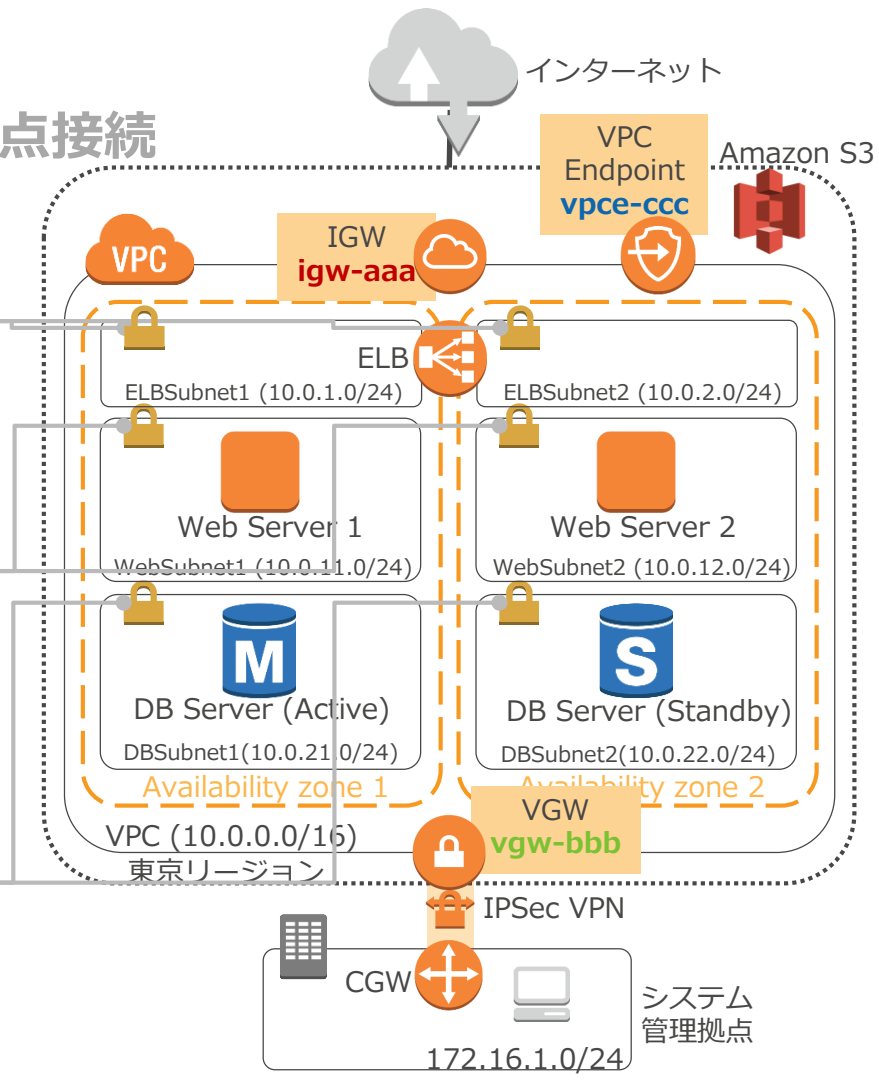 インターネット
点接続
VPC
Endpoint
vpce-ccc
Amazon S3
VPC
IGW
igw-aaa
ELB
ELBSubnet1 (10.0.1.0/24)
ELBSubnet2 (10.0.2.0/24)
Web Server 1
Web Server 2
WebSubnet1 (10.0.11.0/24)
WebSubnet2 (10.0.12.0/24)
M
S
DB Server (Active)
DB Server (Standby)
DBSubnet1(10.0.21.0/24)
DBSubnet2(10.0.22.0/24)
Availability zone 1
Availability zone 2
VGW
vgw-bbb
VPC (10.0.0.0/16)
東京リージョン
IPSec VPN
CGW
システム
管理拠点
172.16.1.0/24